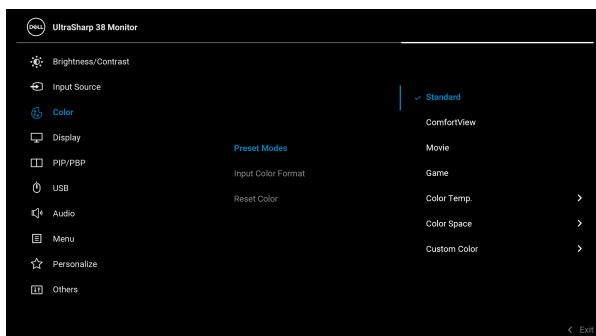 DELL UltraSharp 38 Monitor
Brightness/Contrast
Input Source
Color
Display
PIP/PBP
USB
Audio
Menu
Personalize
Others
Preset Modes
Input Color Format
Reset Color
Standard
ComfortView
Movie
Game
Color Temp.
Color Space
Custom Color
Exit